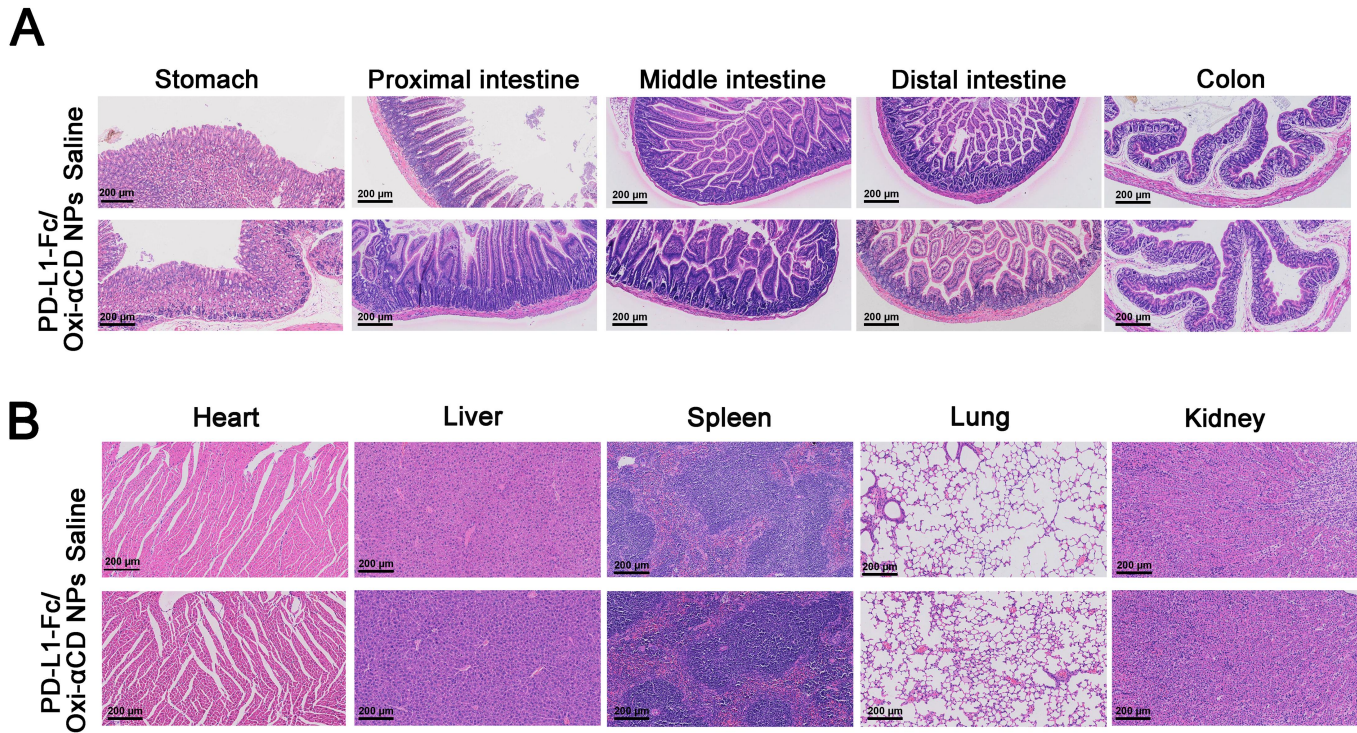 A
Stomach
Proximal intestine
Middle intestine
Distal intestine
Colon
Saline
200 µm
200 µm
200 µm
200 µm
200 µm
PD-L1-Fc/
Oxi-αCD NPs
200 µm
200 µm
200 µm
200 µm
200 µm
B
Heart
Liver
Spleen
Lung
Kidney
Saline
200 µm
200 µm
200 µm
200 µm
200 µm
PD-L1-Fc/
Oxi-αCD NPs
200 µm
200 µm
200 µm
200 µm
200 µm